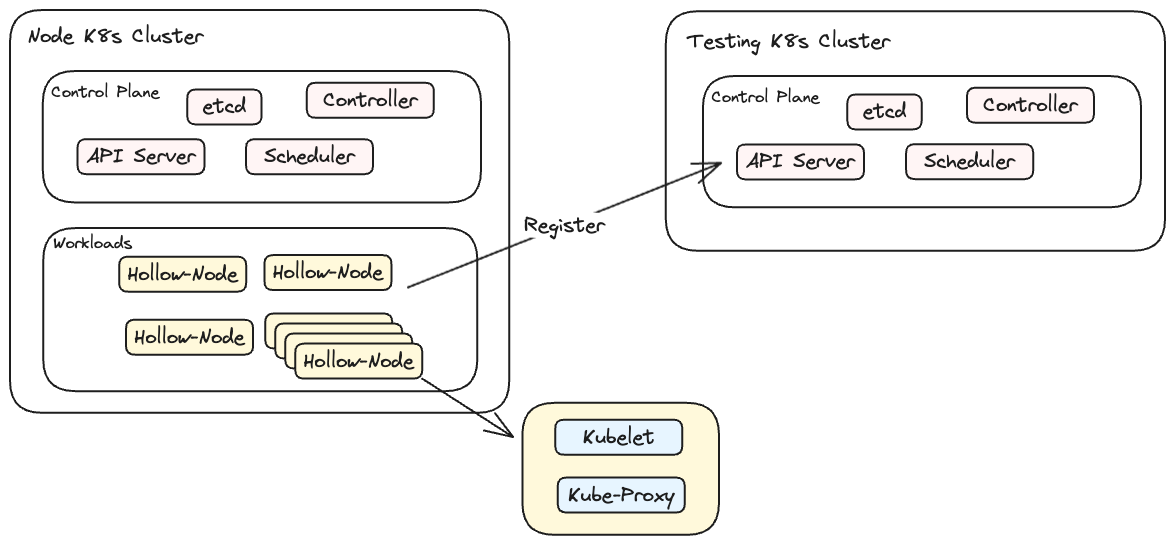 Node K8s Cluster
Control Plane
etcd
Controller
API Server
Scheduler
Workloads
Hollow-Node
Hollow-Node
Hollow-Node
Hollow-Node
Register
Testing K8s Cluster
Control Plane
etcd
Controller
API Server
Scheduler
Kubelet
Kube-Proxy